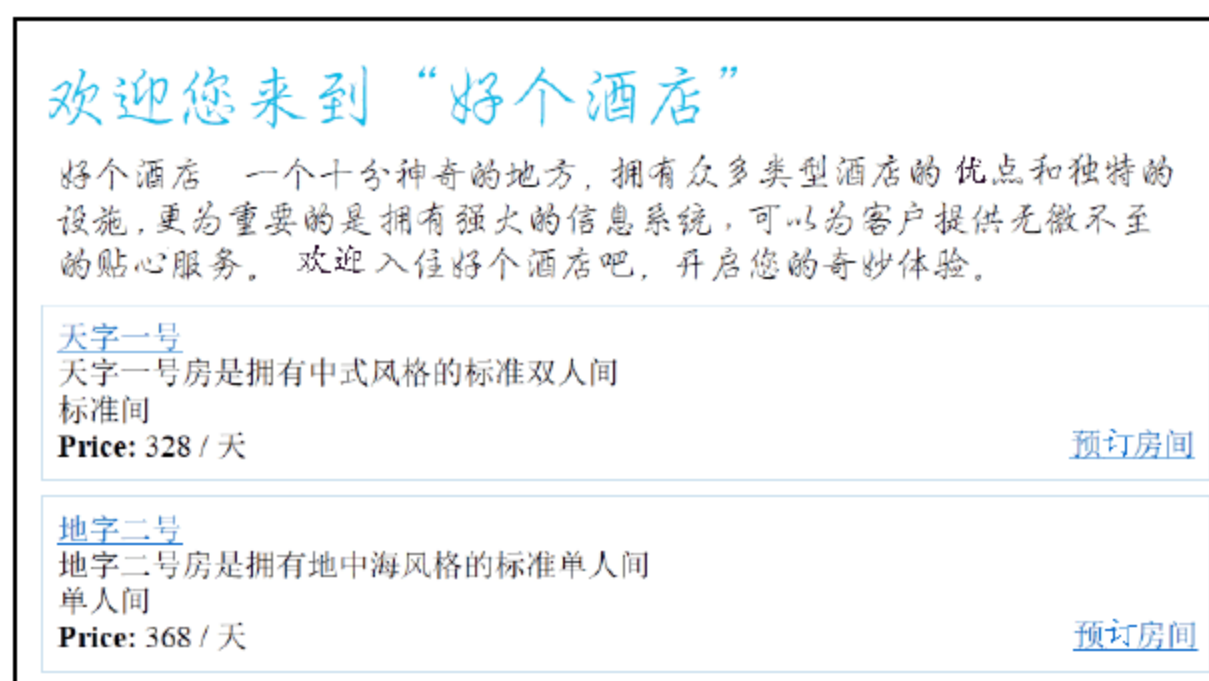 欢迎您来到“好个酒店”
好个酒店 一个十分神奇的地方，拥有众多类型酒店的优点和独特的
设施，更为重要的是拥有强大的信息系统，可以为客户提供无微不至
的贴心服务。 欢迎入住好个酒店吧，开启您的奇妙体验。
天字一号
天字一号房是拥有中式风格的标准双人间
标准间
Price: 328 / 天
预订房间
地字二号
地字二号房是拥有地中海风格的标准单人间
单人间
Price: 368 / 天
预订房间